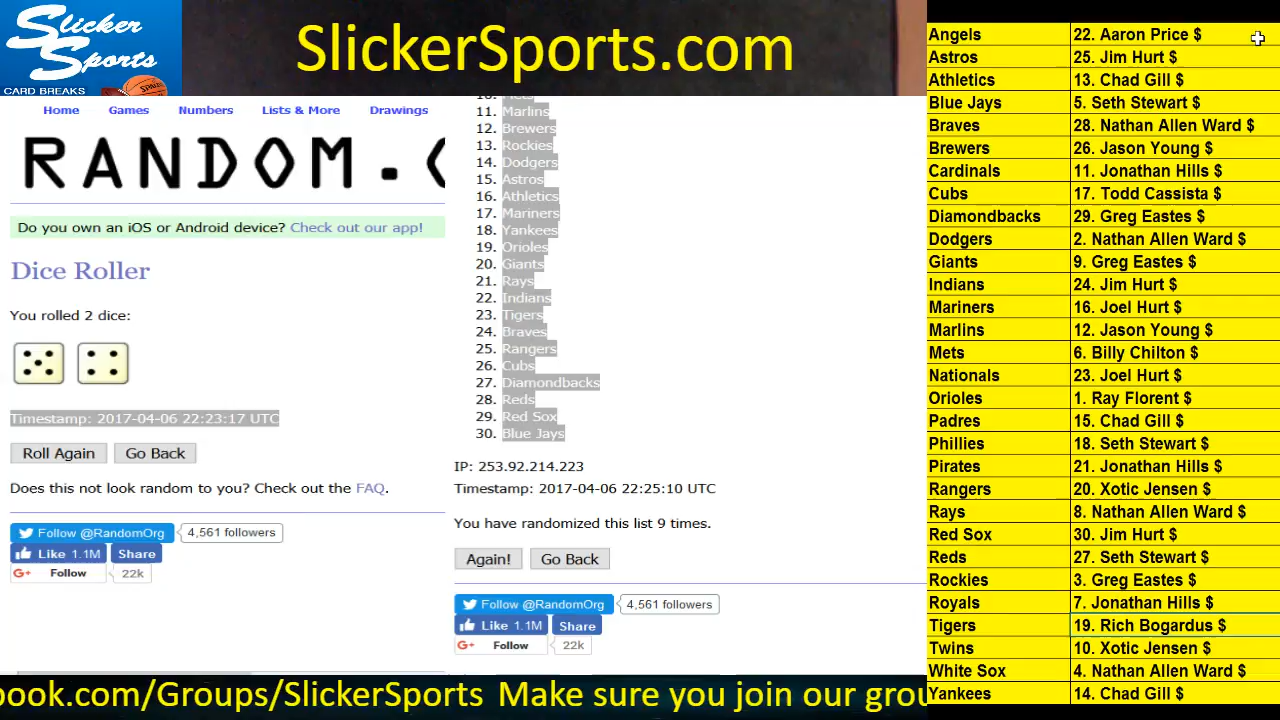 Slicker
Sports
CARD BREAKS
SPALDING
SlickerSports.com
Home Games Numbers Lists & More Drawings
RANDOM.
Do you own an iOS or Android device? Check out our app!
Dice Roller
You rolled 2 dice:
Timestamp: 2017-04-06 22:23:17 UTC
Roll Again Go Back
Does this not look random to you? Check out the FAQ.
Follow @RandomOrg 4,561 followers
Like 1.1M Share
G+ Follow 22k
10. Mets
11. Marlins
12. Brewers
13. Rockies
14. Dodgers
15. Astros
16. Athletics
17. Mariners
18. Yankees
19. Orioles
20. Giants
21. Rays
22. Indians
23. Tigers
24. Braves
25. Rangers
26. Cubs
27. Diamondbacks
28. Reds
29. Red Sox
30. Blue Jays
IP: 253.92.214.223
Timestamp: 2017-04-06 22:25:10 UTC
You have randomized this list 9 times.
Again! Go Back
Follow @RandomOrg 4,561 followers
Like 1.1M Share
G+ Follow 22k
Angels 22. Aaron Price $
Astros 25. Jim Hurt $
Athletics 13. Chad Gill $
Blue Jays 5. Seth Stewart $
Braves 28. Nathan Allen Ward $
Brewers 26. Jason Young $
Cardinals 11. Jonathan Hills $
Cubs 17. Todd Cassista $
Diamondbacks 29. Greg Eastes $
Dodgers 2. Nathan Allen Ward $
Giants 9. Greg Eastes $
Indians 24. Jim Hurt $
Mariners 16. Joel Hurt $
Marlins 12. Jason Young $
Mets 6. Billy Chilton $
Nationals 23. Joel Hurt $
Orioles 1. Ray Florent $
Padres 15. Chad Gill $
Phillies 18. Seth Stewart $
Pirates 21. Jonathan Hills $
Rangers 20. Xotic Jensen $
Rays 8. Nathan Allen Ward $
Red Sox 30. Jim Hurt $
Reds 27. Seth Stewart $
Rockies 3. Greg Eastes $
Royals 7. Jonathan Hills $
Tigers 19. Rich Bogardus $
Twins 10. Xotic Jensen $
White Sox 4. Nathan Allen Ward $
Yankees 14. Chad Gill $
book.com/Groups/SlickerSports Make sure you join our grou